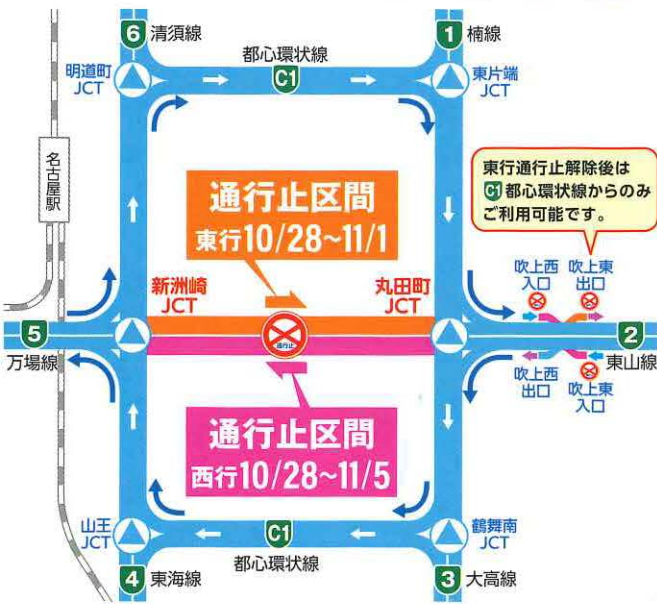 6 清須線
都心環状線
C1
1 楠線
明道町
JCT
東片端
JCT
名古屋駅
通行止区間
東行10/28~11/1
東行通行止解除後は
C1都心環状線からのみ
ご利用可能です。
新洲崎
JCT
丸田町
JCT
吹上西
入口
吹上東
出口
通行止
5
万場線
2
東山線
吹上西
出口
吹上東
入口
通行止区間
西行10/28~11/5
山王
JCT
C1
都心環状線
鶴舞南
JCT
4 東海線
3 大高線